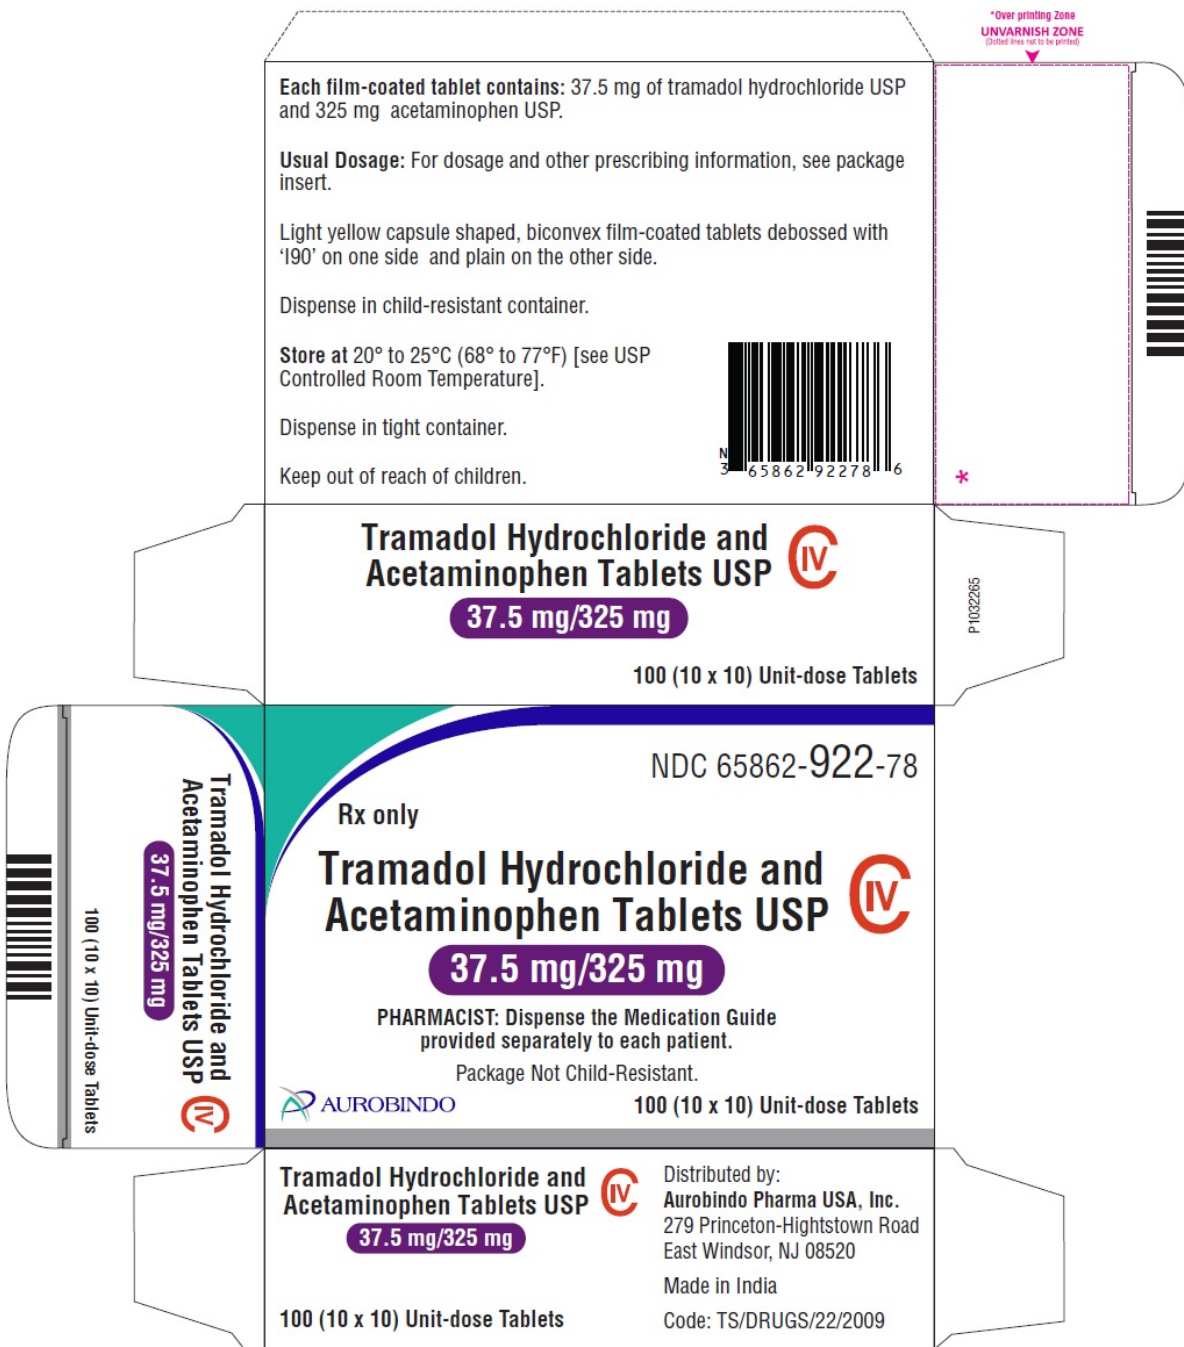 *Over printing Zone
UNVARNISH ZONE
(Dotted lines not to be printed)
Each film-coated tablet contains: 37.5 mg of tramadol hydrochloride USP
and 325 mg acetaminophen USP.
Usual Dosage: For dosage and other prescribing information, see package
insert.
Light yellow capsule shaped, biconvex film-coated tablets debossed with
‘I90’ on one side and plain on the other side.
Dispense in child-resistant container.
Store at 20° to 25°C (68° to 77°F) [see USP
Controlled Room Temperature].
Dispense in tight container.
Keep out of reach of children.
N
3 65862 92278 6
*
Tramadol Hydrochloride and
Acetaminophen Tablets USP
CIV
37.5 mg/325 mg
100 (10 x 10) Unit-dose Tablets
P1032265
NDC 65862-922-78
Rx only
Tramadol Hydrochloride and
Acetaminophen Tablets USP
CIV
37.5 mg/325 mg
PHARMACIST: Dispense the Medication Guide
provided separately to each patient.
Package Not Child-Resistant.
AUROBINDO
100 (10 x 10) Unit-dose Tablets
Tramadol Hydrochloride and
Acetaminophen Tablets USP
CIV
37.5 mg/325 mg
100 (10 x 10) Unit-dose Tablets
Tramadol Hydrochloride and
Acetaminophen Tablets USP
CIV
37.5 mg/325 mg
100 (10 x 10) Unit-dose Tablets
Distributed by:
Aurobindo Pharma USA, Inc.
279 Princeton-Hightstown Road
East Windsor, NJ 08520
Made in India
Code: TS/DRUGS/22/2009